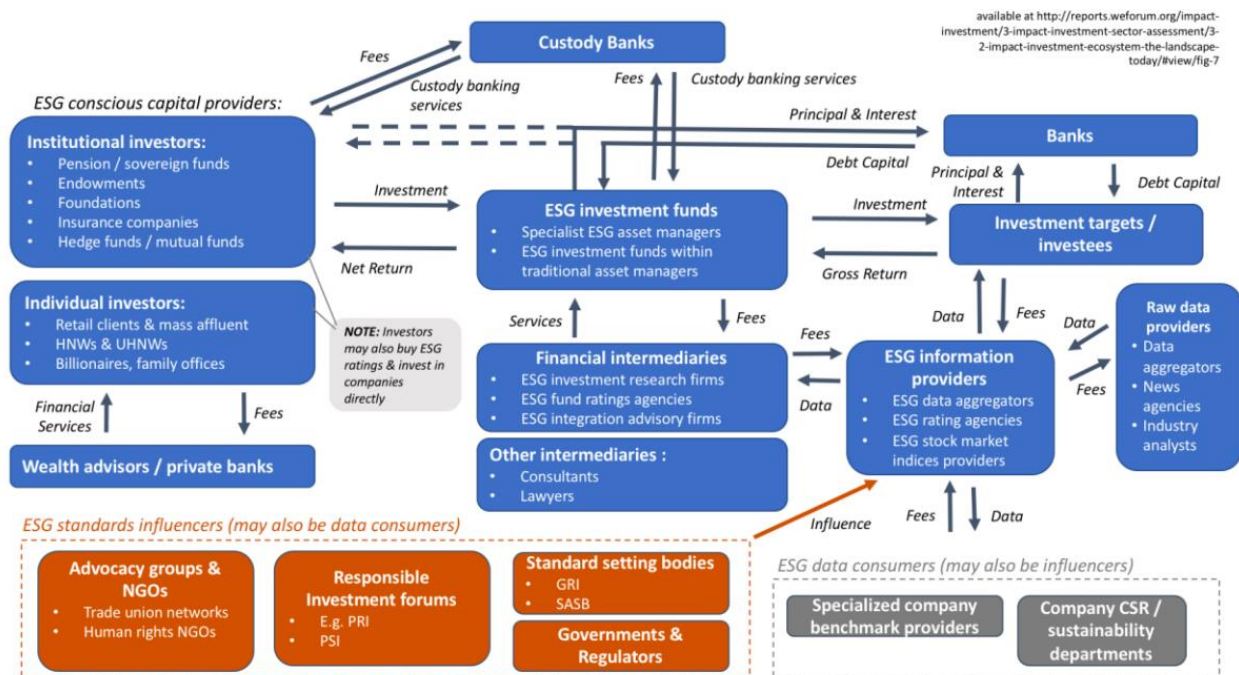 available at http://reports.weforum.org/impact-
investment/3-impact-investment-sector-assessment/3-
2-impact-investment-ecosystem-the-landscape-
today/#view/fig-7
Custody Banks
Fees
Custody banking
services
Fees
Custody banking services
ESG conscious capital providers:
Institutional investors:
• Pension / sovereign funds
• Endowments
• Foundations
• Insurance companies
• Hedge funds / mutual funds
Principal & Interest
Debt Capital
Banks
Principal &
Interest
Debt Capital
Investment
Net Return
ESG investment funds
• Specialist ESG asset managers
• ESG investment funds within
traditional asset managers
Investment
Gross Return
Investment targets /
investees
Individual investors:
• Retail clients & mass affluent
• HNWs & UHNWs
• Billionaires, family offices
NOTE: Investors
may also buy ESG
ratings & invest in
companies
directly
Services
Fees
Data
Fees
Financial intermediaries
• ESG investment research firms
• ESG fund ratings agencies
• ESG integration advisory firms
Fees
Data
ESG information
providers
• ESG data aggregators
• ESG rating agencies
• ESG stock market
indices providers
Data
Fees
Raw data
providers
• Data
aggregators
• News
agencies
• Industry
analysts
Financial
Services
Fees
Wealth advisors / private banks
Other intermediaries :
• Consultants
• Lawyers
Influence
Fees
Data
ESG standards influencers (may also be data consumers)
Advocacy groups &
NGOs
• Trade union networks
• Human rights NGOs
Responsible
Investment forums
• E.g. PRI
• PSI
Standard setting bodies
• GRI
• SASB
Governments &
Regulators
ESG data consumers (may also be influencers)
Specialized company
benchmark providers
Company CSR /
sustainability
departments